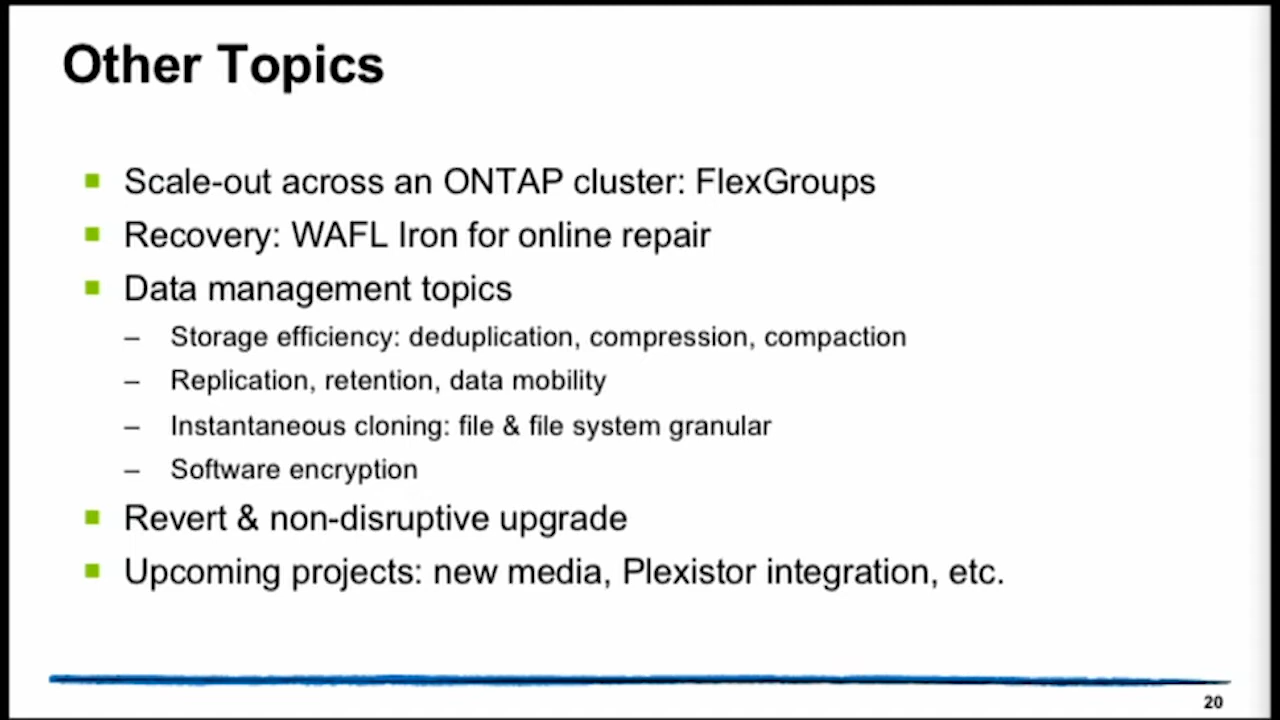 Other Topics
Scale-out across an ONTAP cluster: FlexGroups
Recovery: WAFL Iron for online repair
Data management topics
– Storage efficiency: deduplication, compression, compaction
– Replication, retention, data mobility
– Instantaneous cloning: file & file system granular
– Software encryption
Revert & non-disruptive upgrade
Upcoming projects: new media, Plexistor integration, etc.
20